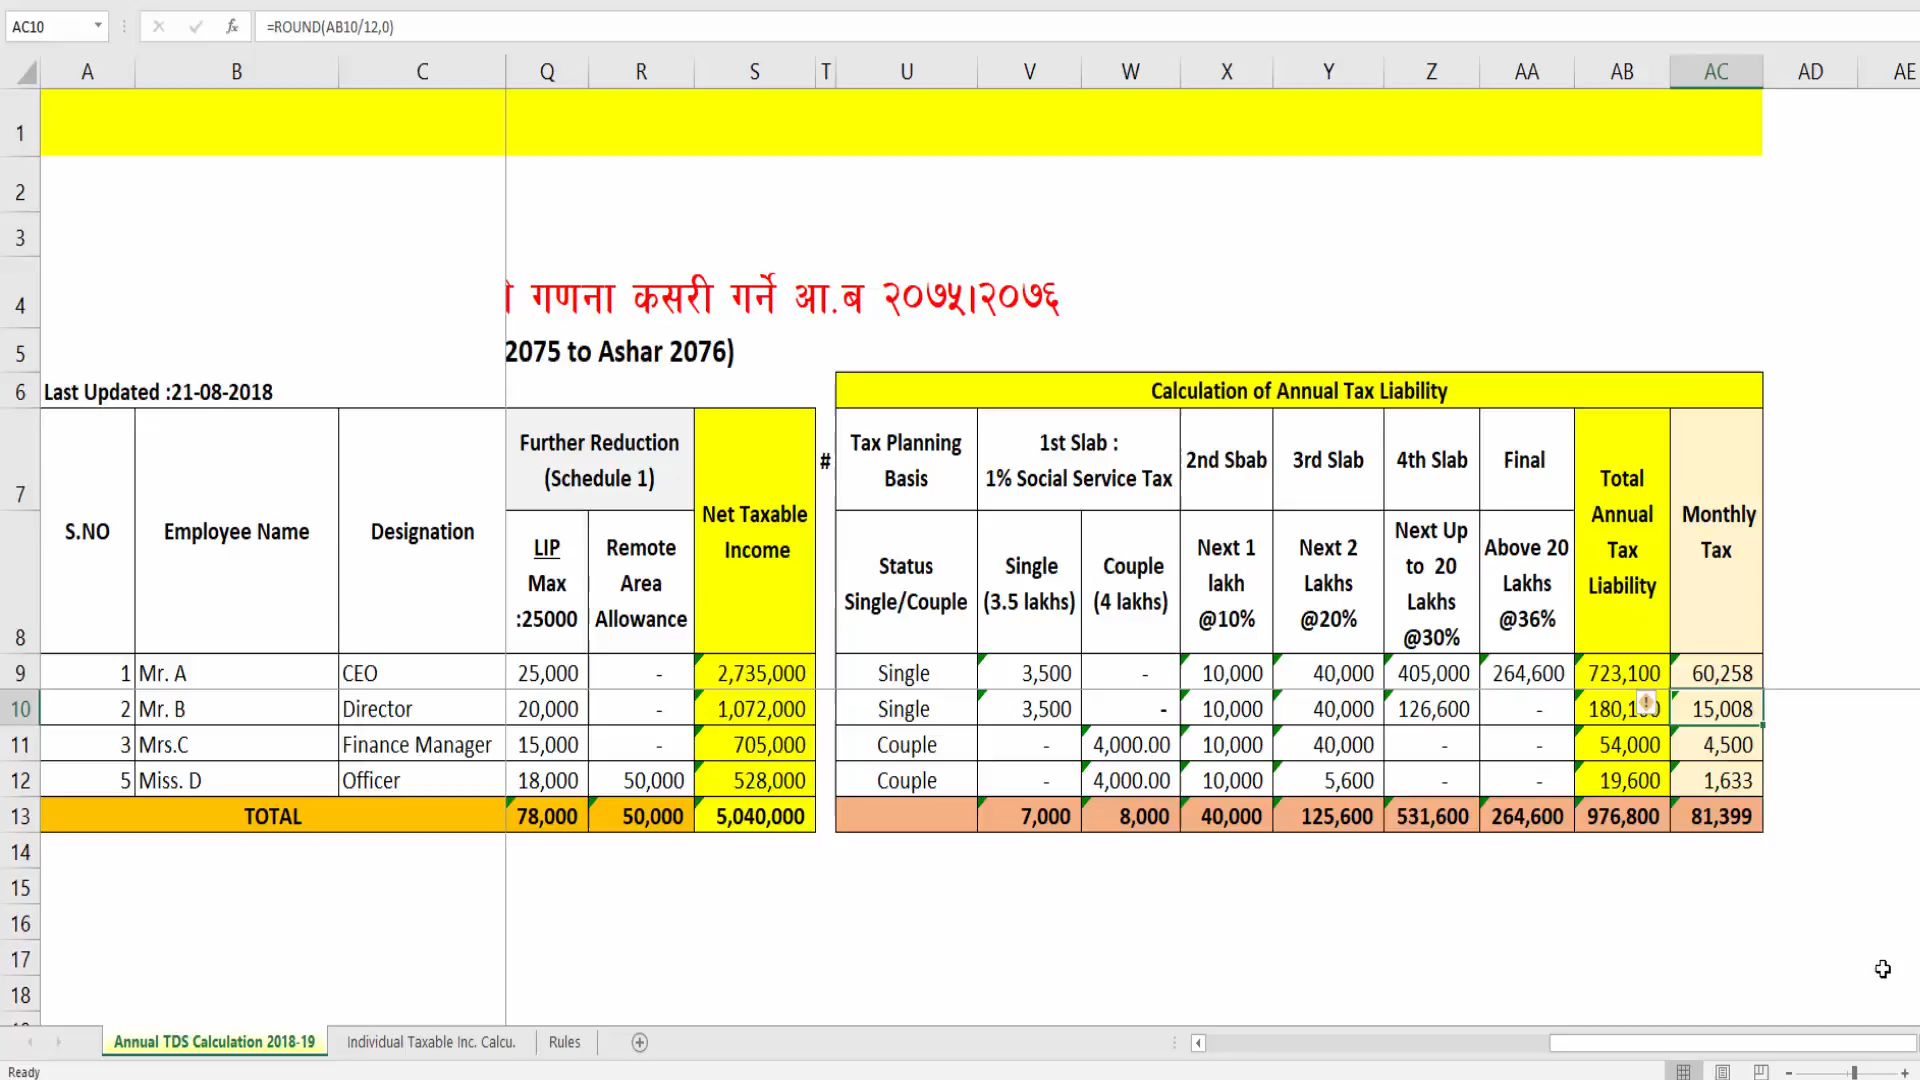 AC10
fx
=ROUND(AB10/12,0)
A B C Q R S T U V W X Y Z AA AB AC AD AE
1
2
3
4 गणना कसरी गर्ने आ.ब २०७५।२०७६
5 2075 to Ashar 2076)
6 Last Updated :21-08-2018 Calculation of Annual Tax Liability
7
8
S.NO
Employee Name
Designation
Further Reduction
(Schedule 1)
LIP
Max
:25000
Remote
Area
Allowance
Net Taxable
Income
#
Tax Planning
Basis
Status
Single/Couple
1st Slab :
1% Social Service Tax
Single
(3.5 lakhs)
Couple
(4 lakhs)
2nd Sbab
Next 1
lakh
@10%
3rd Slab
Next 2
Lakhs
@20%
4th Slab
Next Up
to 20
Lakhs
@30%
Final
Above 20
Lakhs
@36%
Total
Annual
Tax
Liability
Monthly
Tax
9 1 Mr. A CEO 25,000 - 2,735,000 Single 3,500 - 10,000 40,000 405,000 264,600 723,100 60,258
10 2 Mr. B Director 20,000 - 1,072,000 Single 3,500 - 10,000 40,000 126,600 - 180,100 15,008
11 3 Mrs.C Finance Manager 15,000 - 705,000 Couple - 4,000.00 10,000 40,000 - - 54,000 4,500
12 5 Miss. D Officer 18,000 50,000 528,000 Couple - 4,000.00 10,000 5,600 - - 19,600 1,633
13 TOTAL 78,000 50,000 5,040,000 7,000 8,000 40,000 125,600 531,600 264,600 976,800 81,399
14
15
16
17
18
Annual TDS Calculation 2018-19 Individual Taxable Inc. Calcu. Rules
Ready